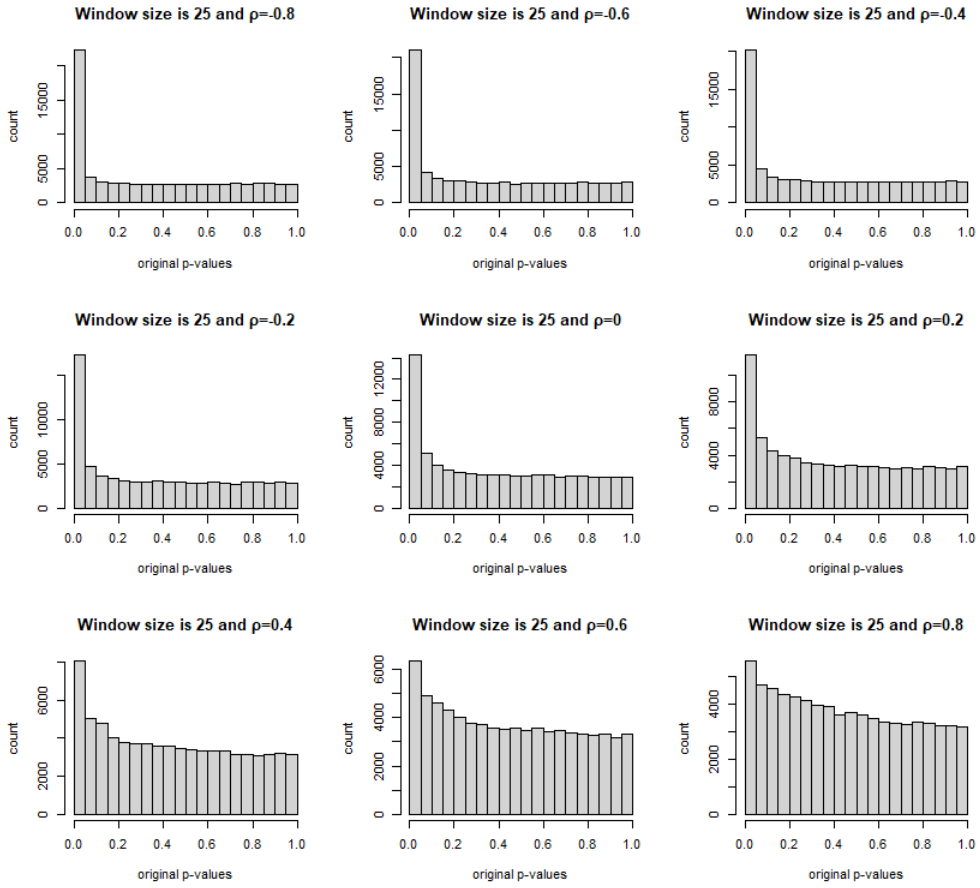 Window size is 25 and ρ=-0.8
count
0 5000 15000
0.0 0.2 0.4 0.6 0.8 1.0
original p-values
Window size is 25 and ρ=-0.6
count
0 5000 15000
0.0 0.2 0.4 0.6 0.8 1.0
original p-values
Window size is 25 and ρ=-0.4
count
0 5000 15000
0.0 0.2 0.4 0.6 0.8 1.0
original p-values
Window size is 25 and ρ=-0.2
count
0 5000 10000
0.0 0.2 0.4 0.6 0.8 1.0
original p-values
Window size is 25 and ρ=0
count
0 4000 8000 12000
0.0 0.2 0.4 0.6 0.8 1.0
original p-values
Window size is 25 and ρ=0.2
count
0 4000 8000
0.0 0.2 0.4 0.6 0.8 1.0
original p-values
Window size is 25 and ρ=0.4
count
0 2000 6000
0.0 0.2 0.4 0.6 0.8 1.0
original p-values
Window size is 25 and ρ=0.6
count
0 2000 4000 6000
0.0 0.2 0.4 0.6 0.8 1.0
original p-values
Window size is 25 and ρ=0.8
count
0 2000 4000
0.0 0.2 0.4 0.6 0.8 1.0
original p-values